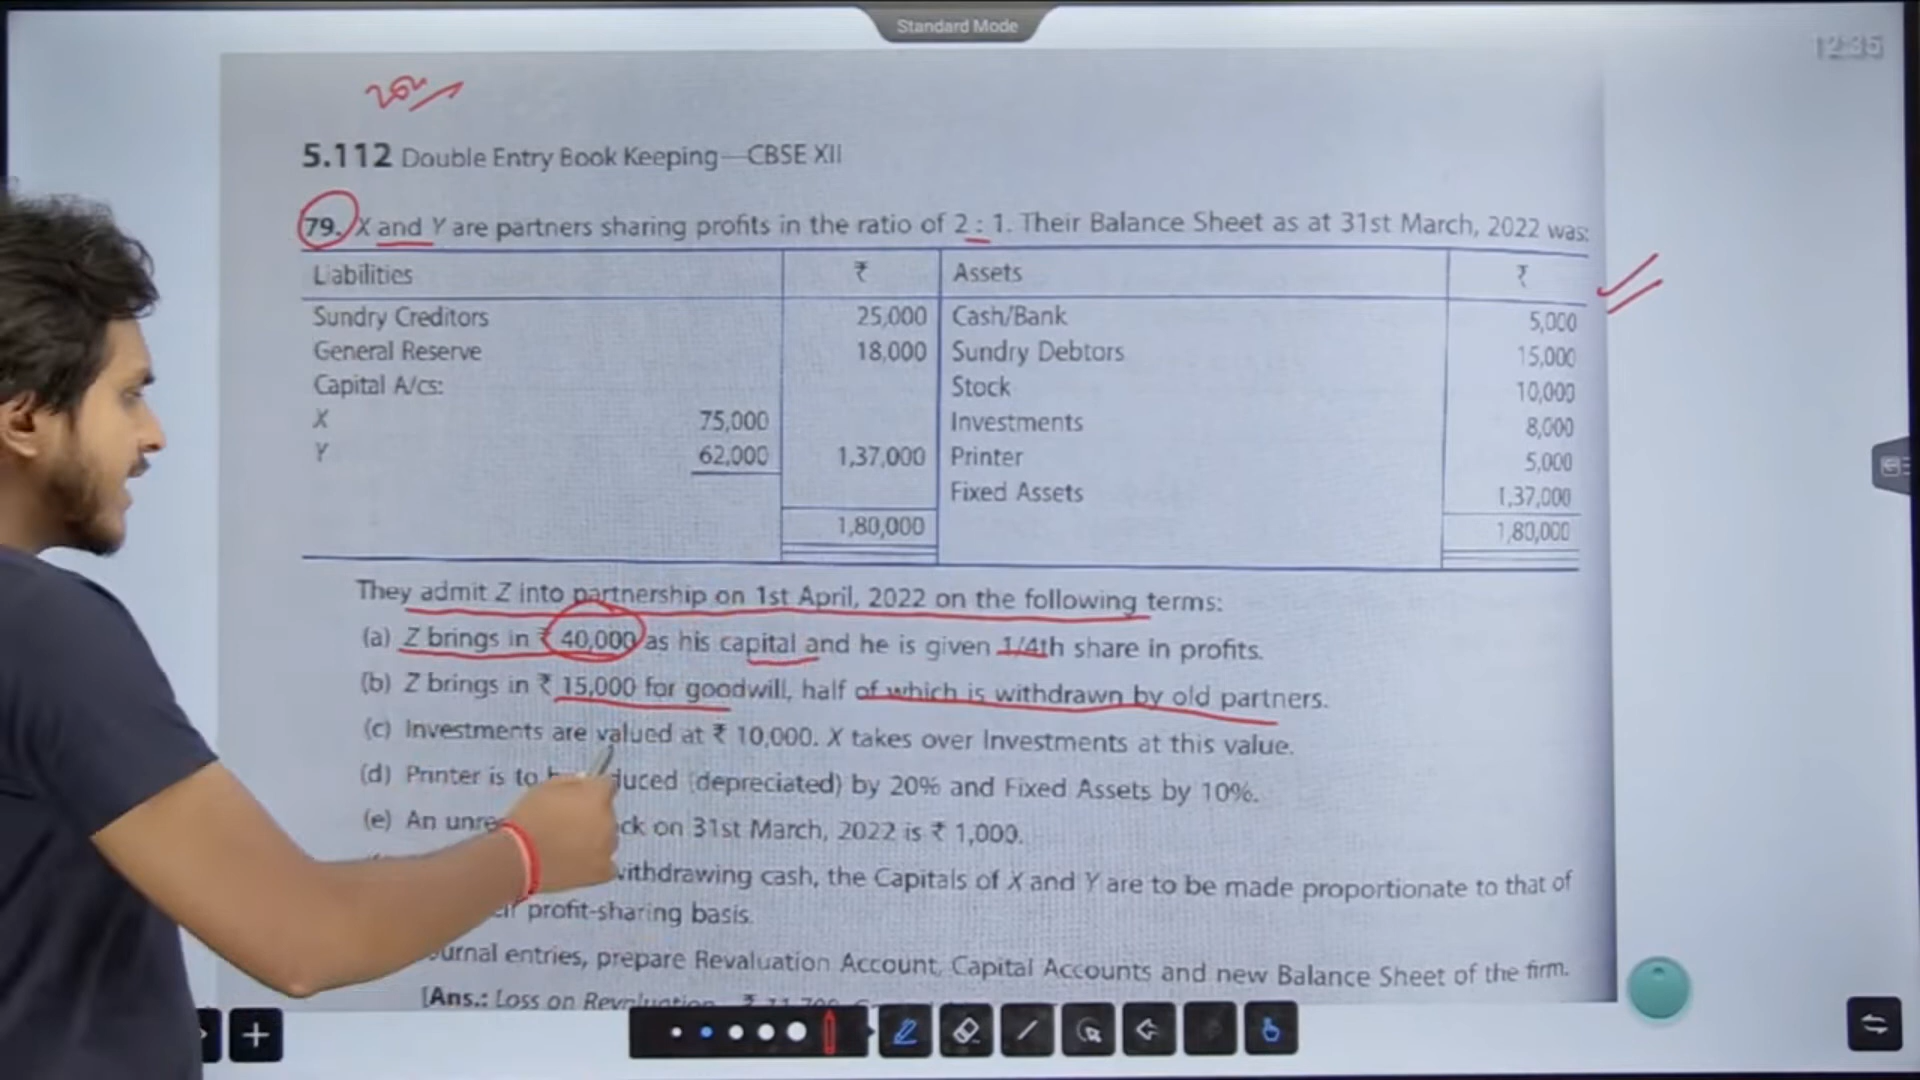 Standard Mode
12:35
5.112 Double Entry Book Keeping—CBSE XII
79. X and Y are partners sharing profits in the ratio of 2 : 1. Their Balance Sheet as at 31st March, 2022 was:
Liabilities ₹ Assets ₹
Sundry Creditors 25,000 Cash/Bank 5,000
General Reserve 18,000 Sundry Debtors 15,000
Capital A/cs: Stock 10,000
X 75,000 Investments 8,000
Y 62,000 1,37,000 Printer 5,000
Fixed Assets 1,37,000
1,80,000 1,80,000
They admit Z into partnership on 1st April, 2022 on the following terms:
(a) Z brings in ₹ 40,000 as his capital and he is given 1/4th share in profits.
(b) Z brings in ₹ 15,000 for goodwill, half of which is withdrawn by old partners.
(c) Investments are valued at ₹ 10,000. X takes over Investments at this value.
(d) Printer is to (depreciated) by 20% and Fixed Assets by 10%.
(e) An on 31st March, 2022 is ₹ 1,000.
withdrawing cash, the Capitals of X and Y are to be made proportionate to that of
profit-sharing basis.
entries, prepare Revaluation Account, Capital Accounts and new Balance Sheet of the firm.
[Ans.: Loss on Revaluation